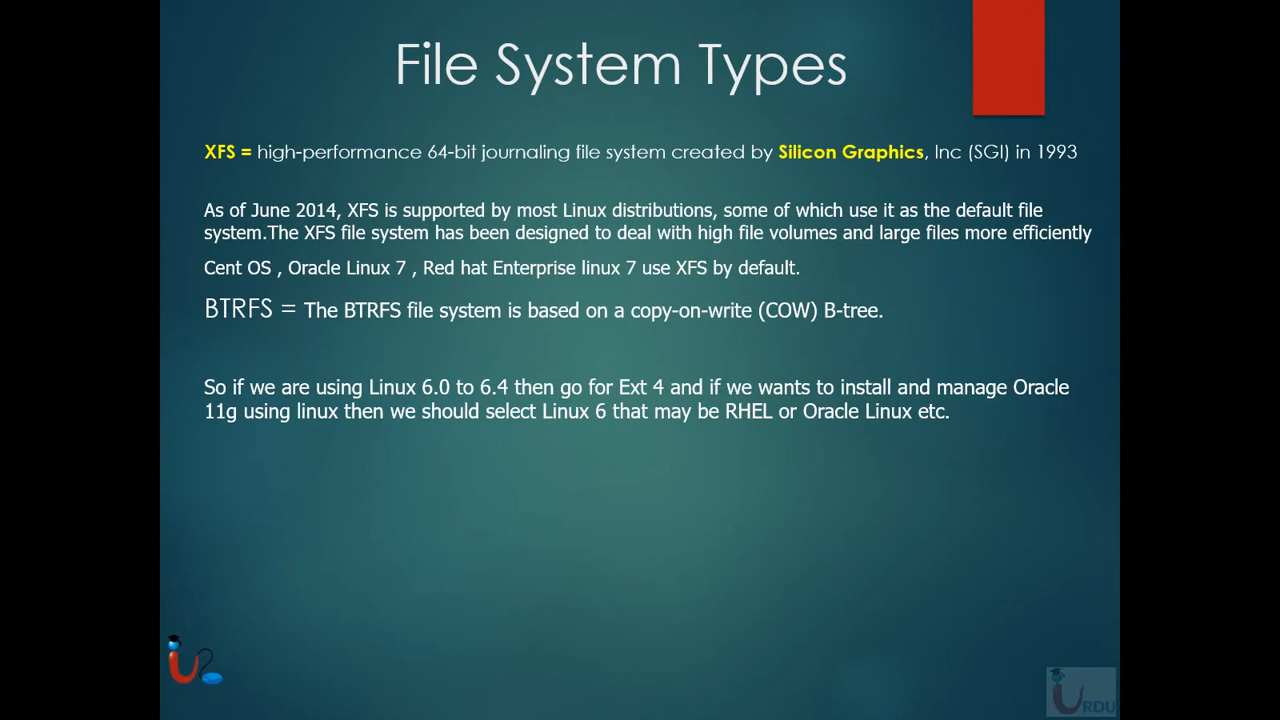 File System Types
XFS = high-performance 64-bit journaling file system created by Silicon Graphics, Inc (SGI) in 1993
As of June 2014, XFS is supported by most Linux distributions, some of which use it as the default file
system.The XFS file system has been designed to deal with high file volumes and large files more efficiently
Cent OS , Oracle Linux 7 , Red hat Enterprise linux 7 use XFS by default.
BTRFS = The BTRFS file system is based on a copy-on-write (COW) B-tree.
So if we are using Linux 6.0 to 6.4 then go for Ext 4 and if we wants to install and manage Oracle
11g using linux then we should select Linux 6 that may be RHEL or Oracle Linux etc.
URDU